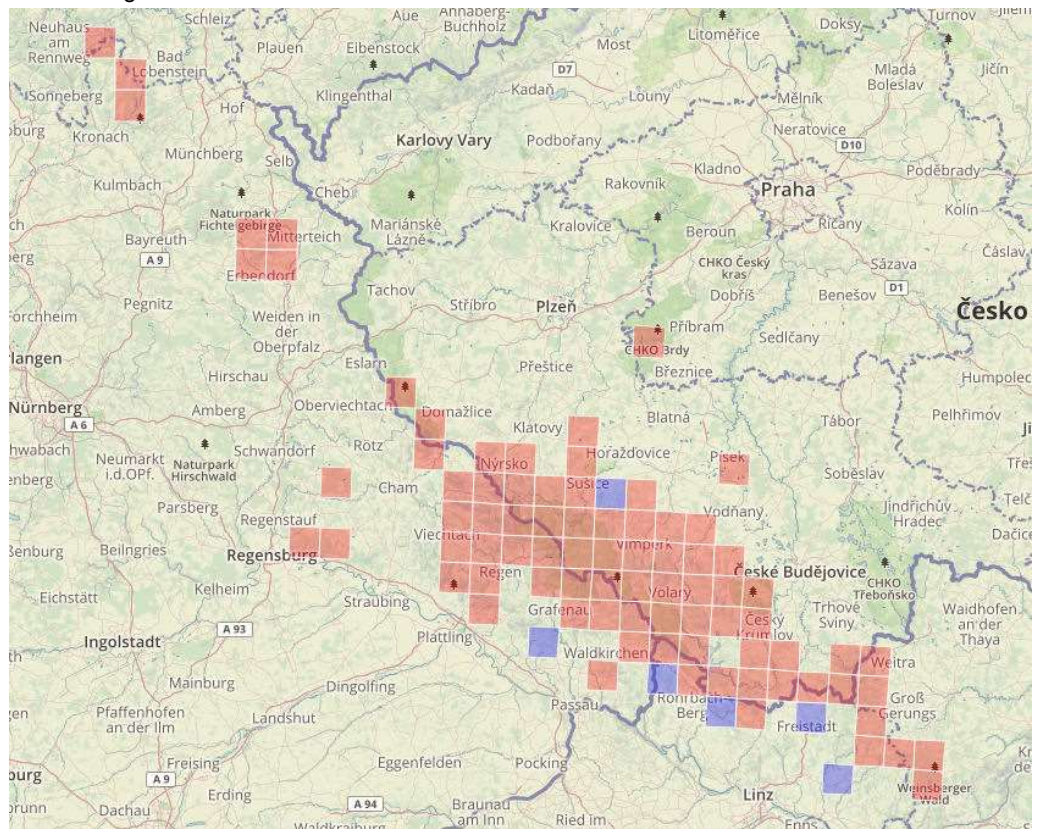 Neuhaus
am
Rennweg
Schleiz
Aue
Annaberg-
Buchholz
Litoměřice
Doksy
Turnov
Plauen
Eibenstock
Most
Bad
Lobenstein
D7
Mladá
Boleslav
Jičín
Sonneberg
Klingenthal
Kadaň
Louny
Mělník
Hof
Kronach
Karlovy Vary
Podbořany
Neratovice
D10
Münchberg
Selb
Kladno
Poděbrady
Kulmbach
Cheb
Rakovník
Praha
Naturpark
Fichtelgebirge
Mariánské
Lázně
Kralovice
Beroun
Říčany
Kolín
Bayreuth
Mitterteich
A 9
CHKO Český
kras
Sázava
Čáslav
Erbendorf
Tachov
Dobříš
Benešov
D1
Pegnitz
Stříbro
Plzeň
Česko
Forchheim
Weiden in
der
Oberpfalz
Příbram
Sedlčany
CHKO Brdy
Erlangen
Eslarn
Přeštice
Březnice
Humpolec
Hirschau
Nürnberg
Amberg
Oberviechtach
Domažlice
Blatná
Tábor
Pelhřimov
A 6
Klatovy
Schwabach
Schwandorf
Rötz
Horažďovice
Písek
Neumarkt
i.d.OPf.
Naturpark
Hirschwald
Nýrsko
Soběslav
Cham
Sušice
Parsberg
Regenstauf
Vodňany
Jindřichův
Hradec
Beilngries
Regensburg
Viechtach
Vimperk
Regen
České Budějovice
CHKO
Třeboňsko
Eichstätt
Kelheim
Straubing
Volary
Grafenau
Trhové
Sviny
Waidhofen
an der
Thaya
Ingolstadt
A 93
Plattling
Český
Krumlov
Waldkirchen
Weitra
Mainburg
Dingolfing
Passau
Rohrbach-
Berg
Groß
Gerungs
Pfaffenhofen
an der Ilm
Landshut
Freistadt
Freising
Eggenfelden
Pocking
A 9
Erding
Linz
Weinsberger
Wald
Dachau
A 94
Braunau
am Inn
Ried im
Enns
Waldkraiburg